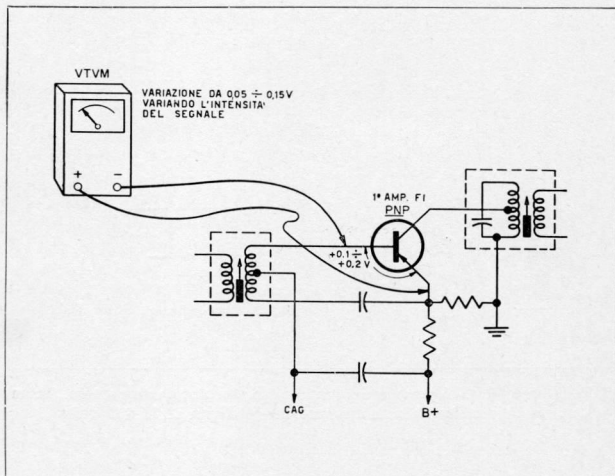 VTVM
VARIAZIONE DA 0,05 ÷ 0,15V
VARIANDO L'INTENSITA'
DEL SEGNALE
+ −
1° AMP. FI
PNP
+0.1÷
+0.2 V
CAG
B+